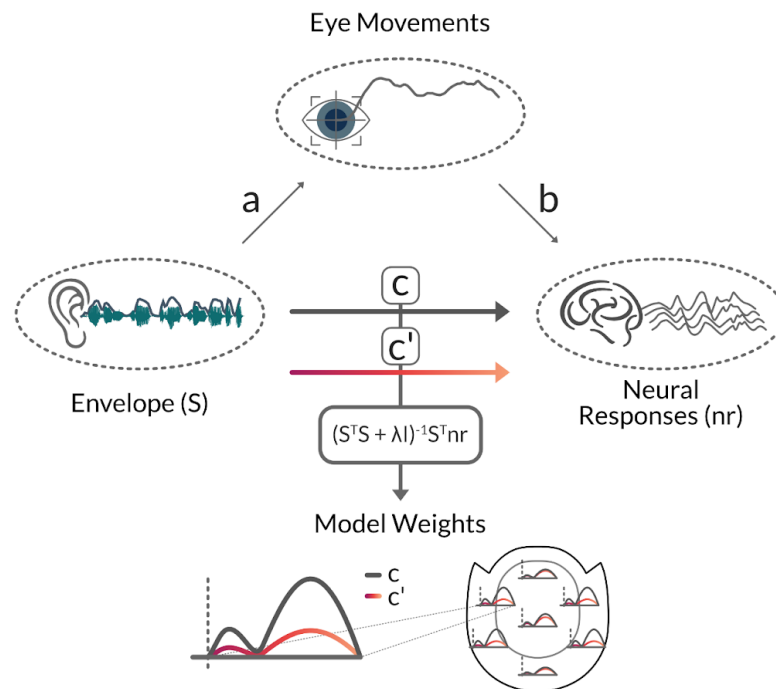 Eye Movements
a
b
c
c'
Envelope (S)
Neural
Responses (nr)
(SᵀS + λI)⁻¹Sᵀnr
Model Weights
c
c'